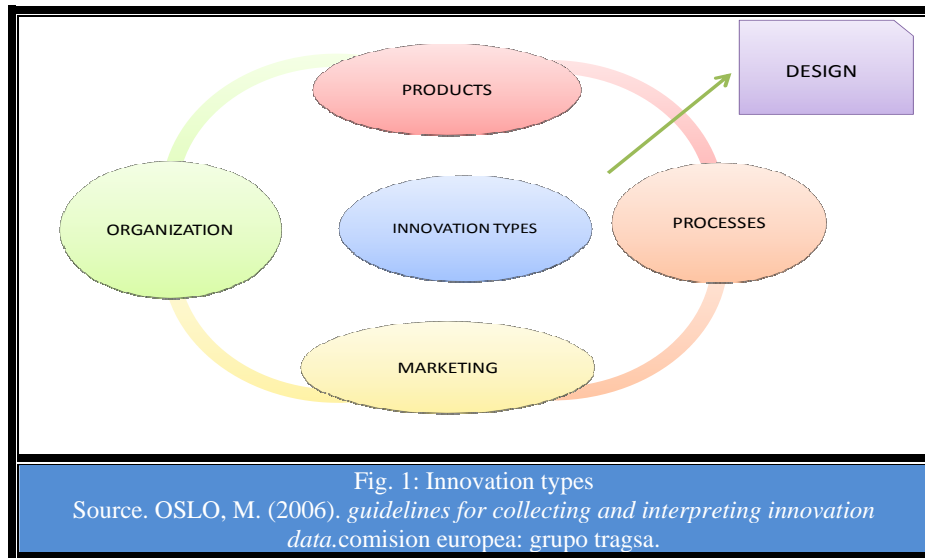 PRODUCTS
DESIGN
ORGANIZATION
INNOVATION TYPES
PROCESSES
MARKETING
Fig. 1: Innovation types
Source. OSLO, M. (2006). guidelines for collecting and interpreting innovation
data.comision europea: grupo tragsa.